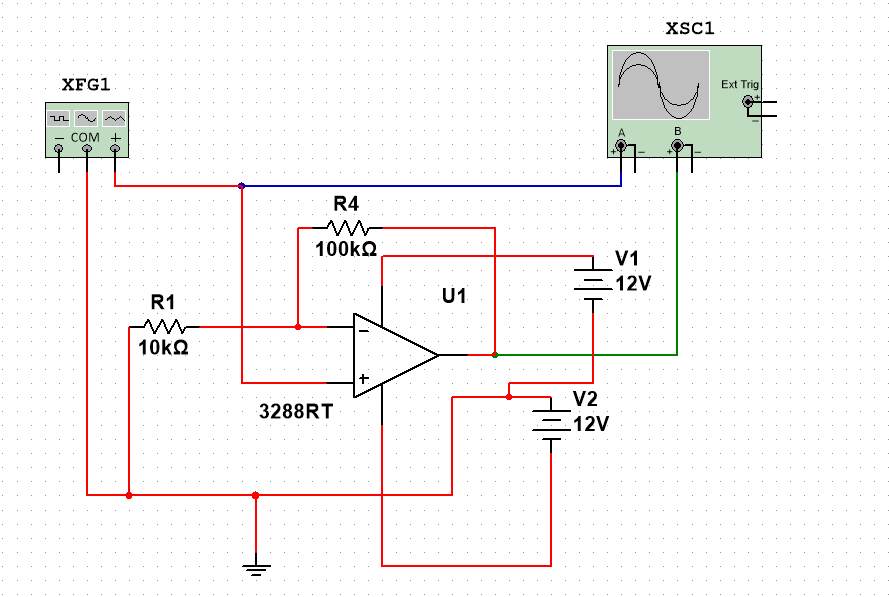 XSC1
XFG1
Ext Trig
+
−
− COM +
A
B
+ −
+ −
R4
100kΩ
V1
12V
U1
R1
10kΩ
−
+
3288RT
V2
12V